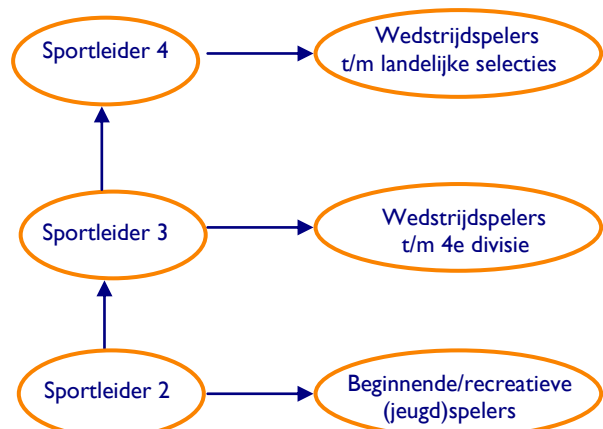 Sportleider 4
Wedstrijdspelers
t/m landelijke selecties
Sportleider 3
Wedstrijdspelers
t/m 4e divisie
Sportleider 2
Beginnende/recreatieve
(jeugd)spelers